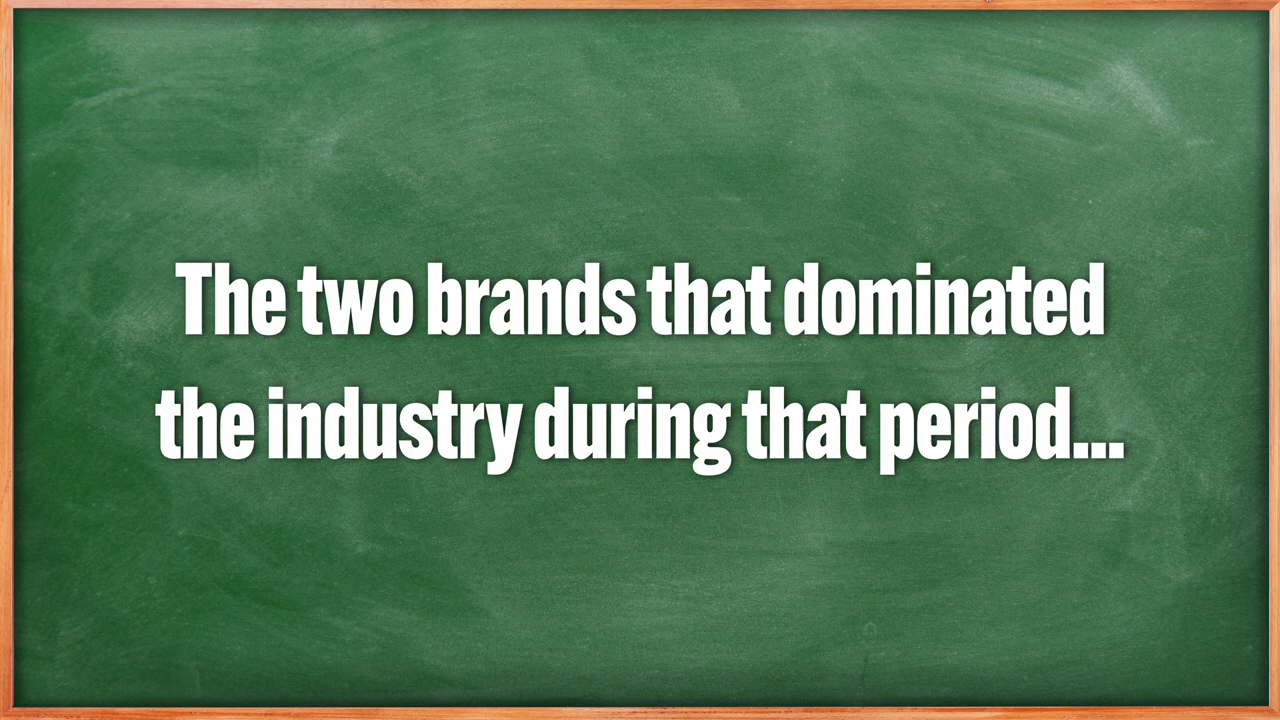 The two brands that dominated
the industry during that period...